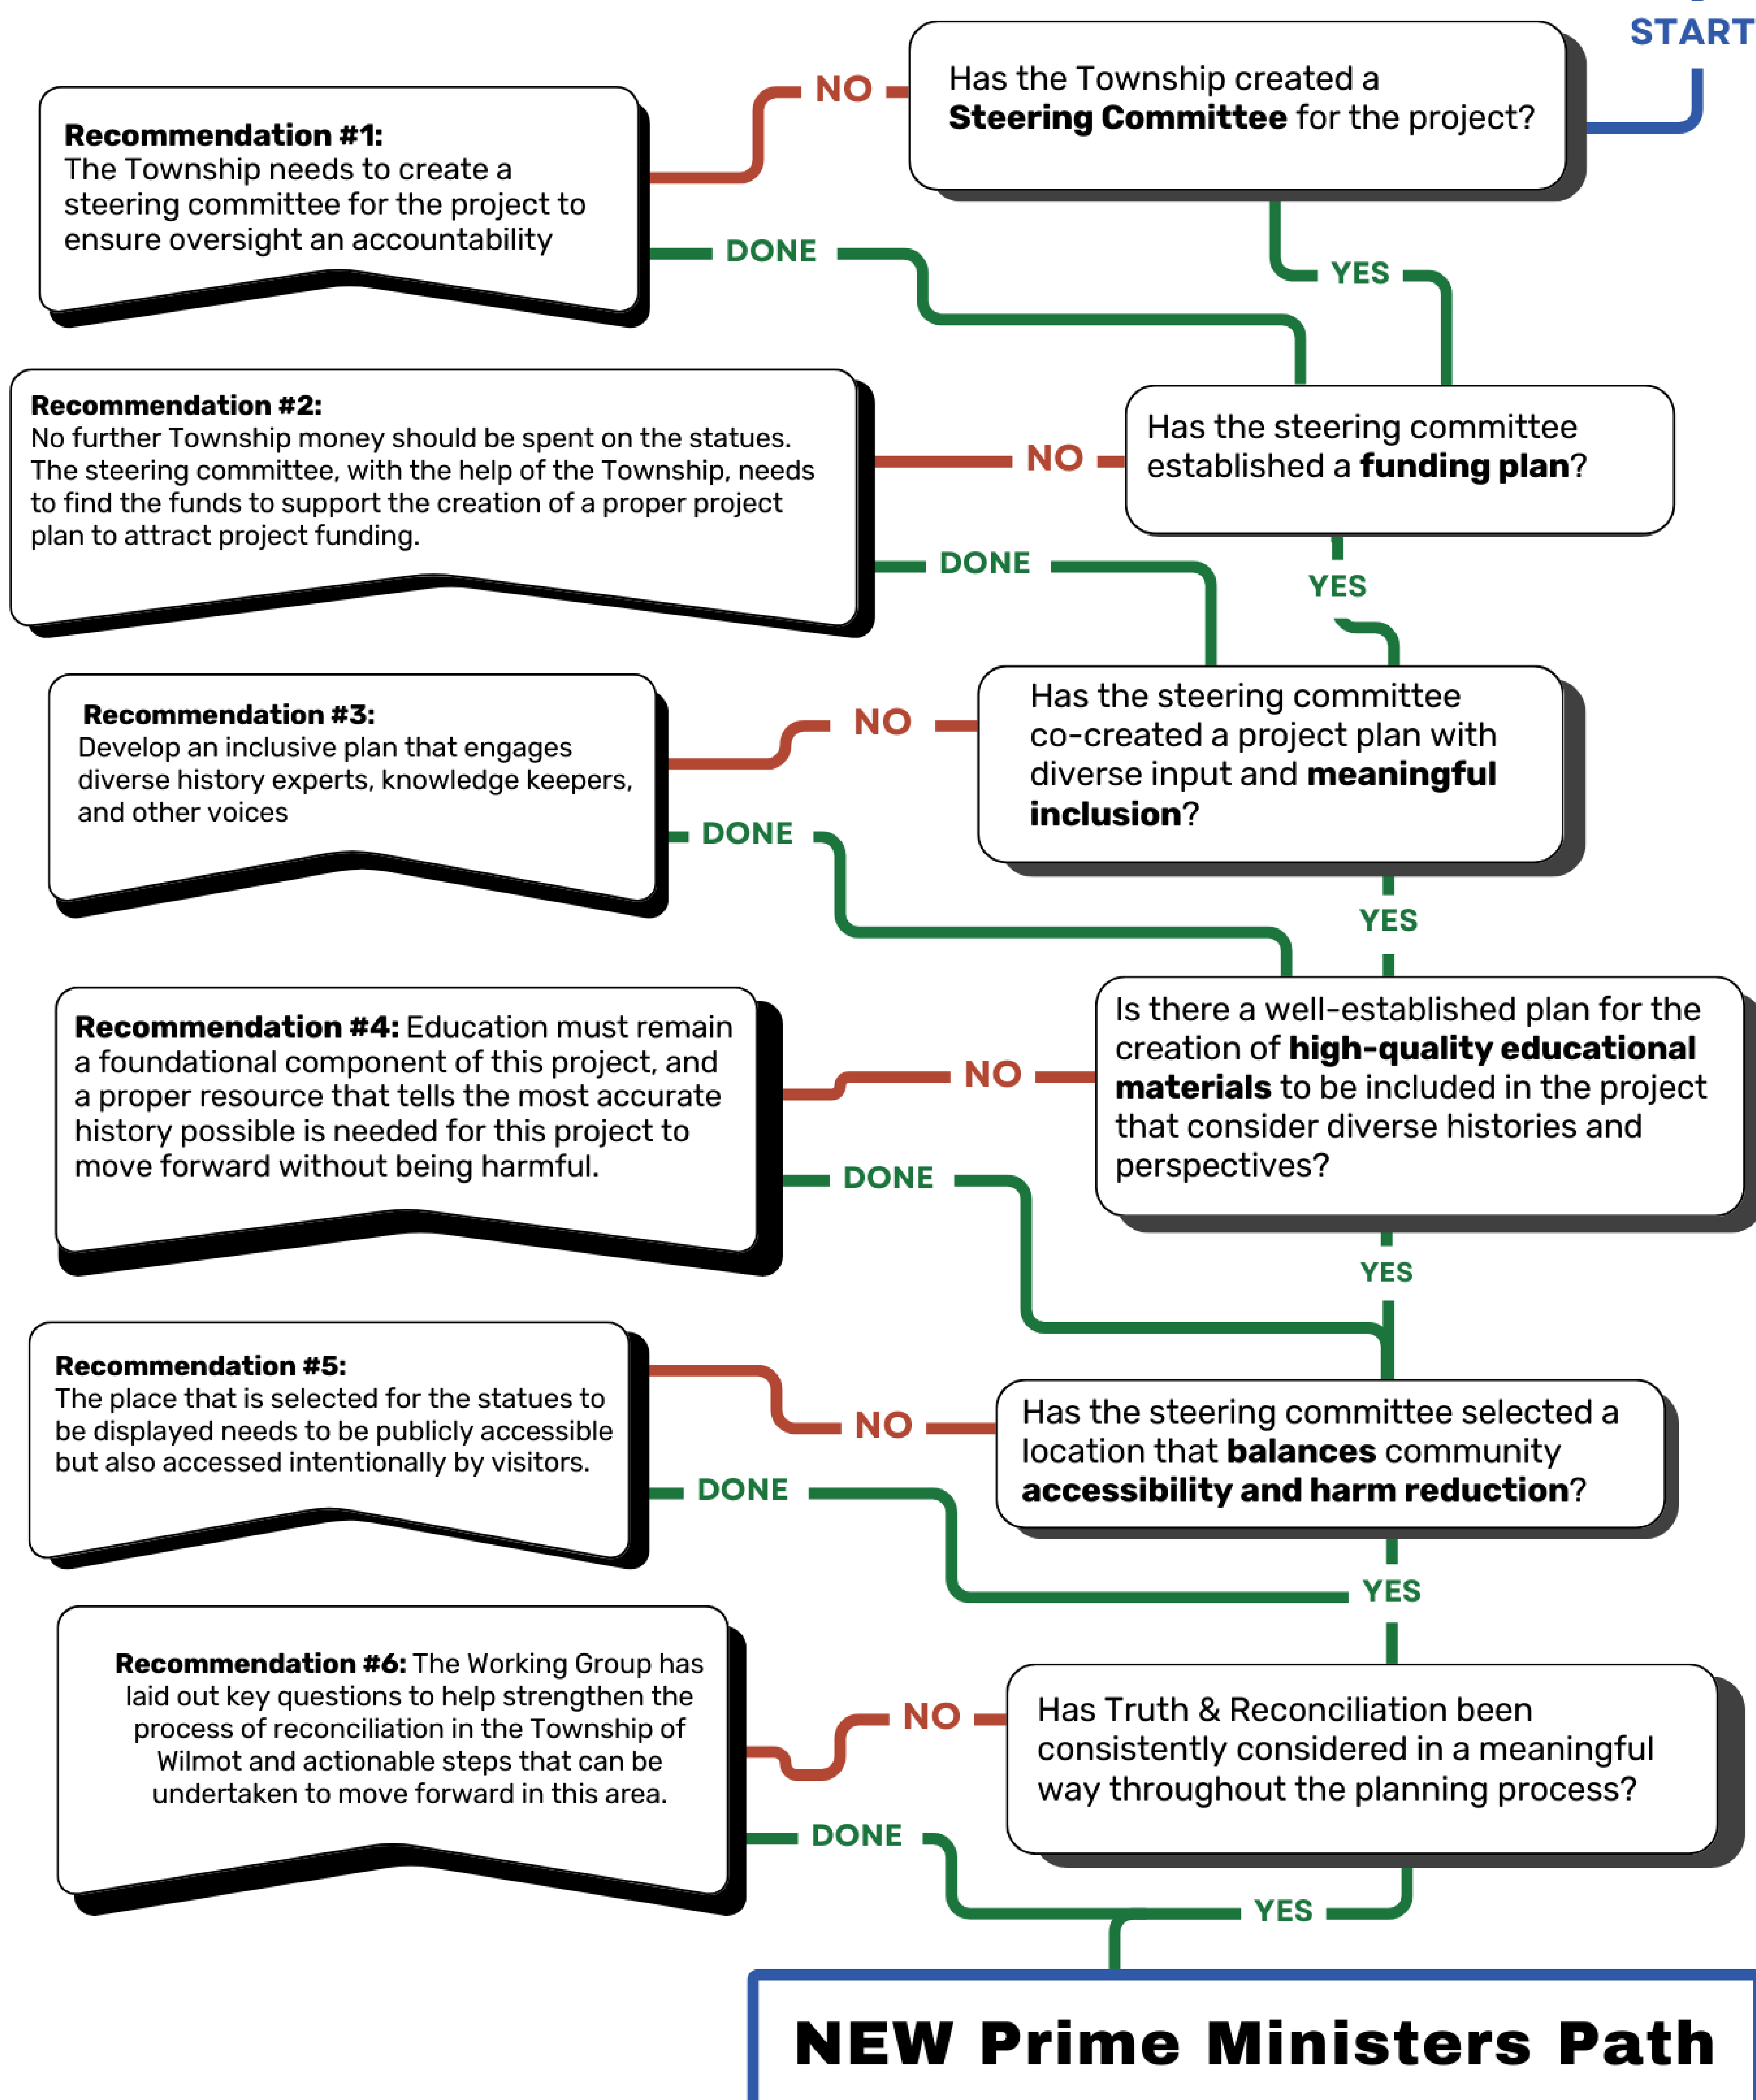 START
Has the Township created a
Steering Committee for the project?
NO
Recommendation #1:
The Township needs to create a
steering committee for the project to
ensure oversight an accountability
DONE
YES
Has the steering committee
established a funding plan?
NO
Recommendation #2:
No further Township money should be spent on the statues.
The steering committee, with the help of the Township, needs
to find the funds to support the creation of a proper project
plan to attract project funding.
DONE
YES
Has the steering committee
co-created a project plan with
diverse input and meaningful
inclusion?
NO
Recommendation #3:
Develop an inclusive plan that engages
diverse history experts, knowledge keepers,
and other voices
DONE
YES
Is there a well-established plan for the
creation of high-quality educational
materials to be included in the project
that consider diverse histories and
perspectives?
NO
Recommendation #4: Education must remain
a foundational component of this project, and
a proper resource that tells the most accurate
history possible is needed for this project to
move forward without being harmful.
DONE
YES
Has the steering committee selected a
location that balances community
accessibility and harm reduction?
NO
Recommendation #5:
The place that is selected for the statues to
be displayed needs to be publicly accessible
but also accessed intentionally by visitors.
DONE
YES
Has Truth & Reconciliation been
consistently considered in a meaningful
way throughout the planning process?
NO
Recommendation #6: The Working Group has
laid out key questions to help strengthen the
process of reconciliation in the Township of
Wilmot and actionable steps that can be
undertaken to move forward in this area.
DONE
YES
NEW Prime Ministers Path